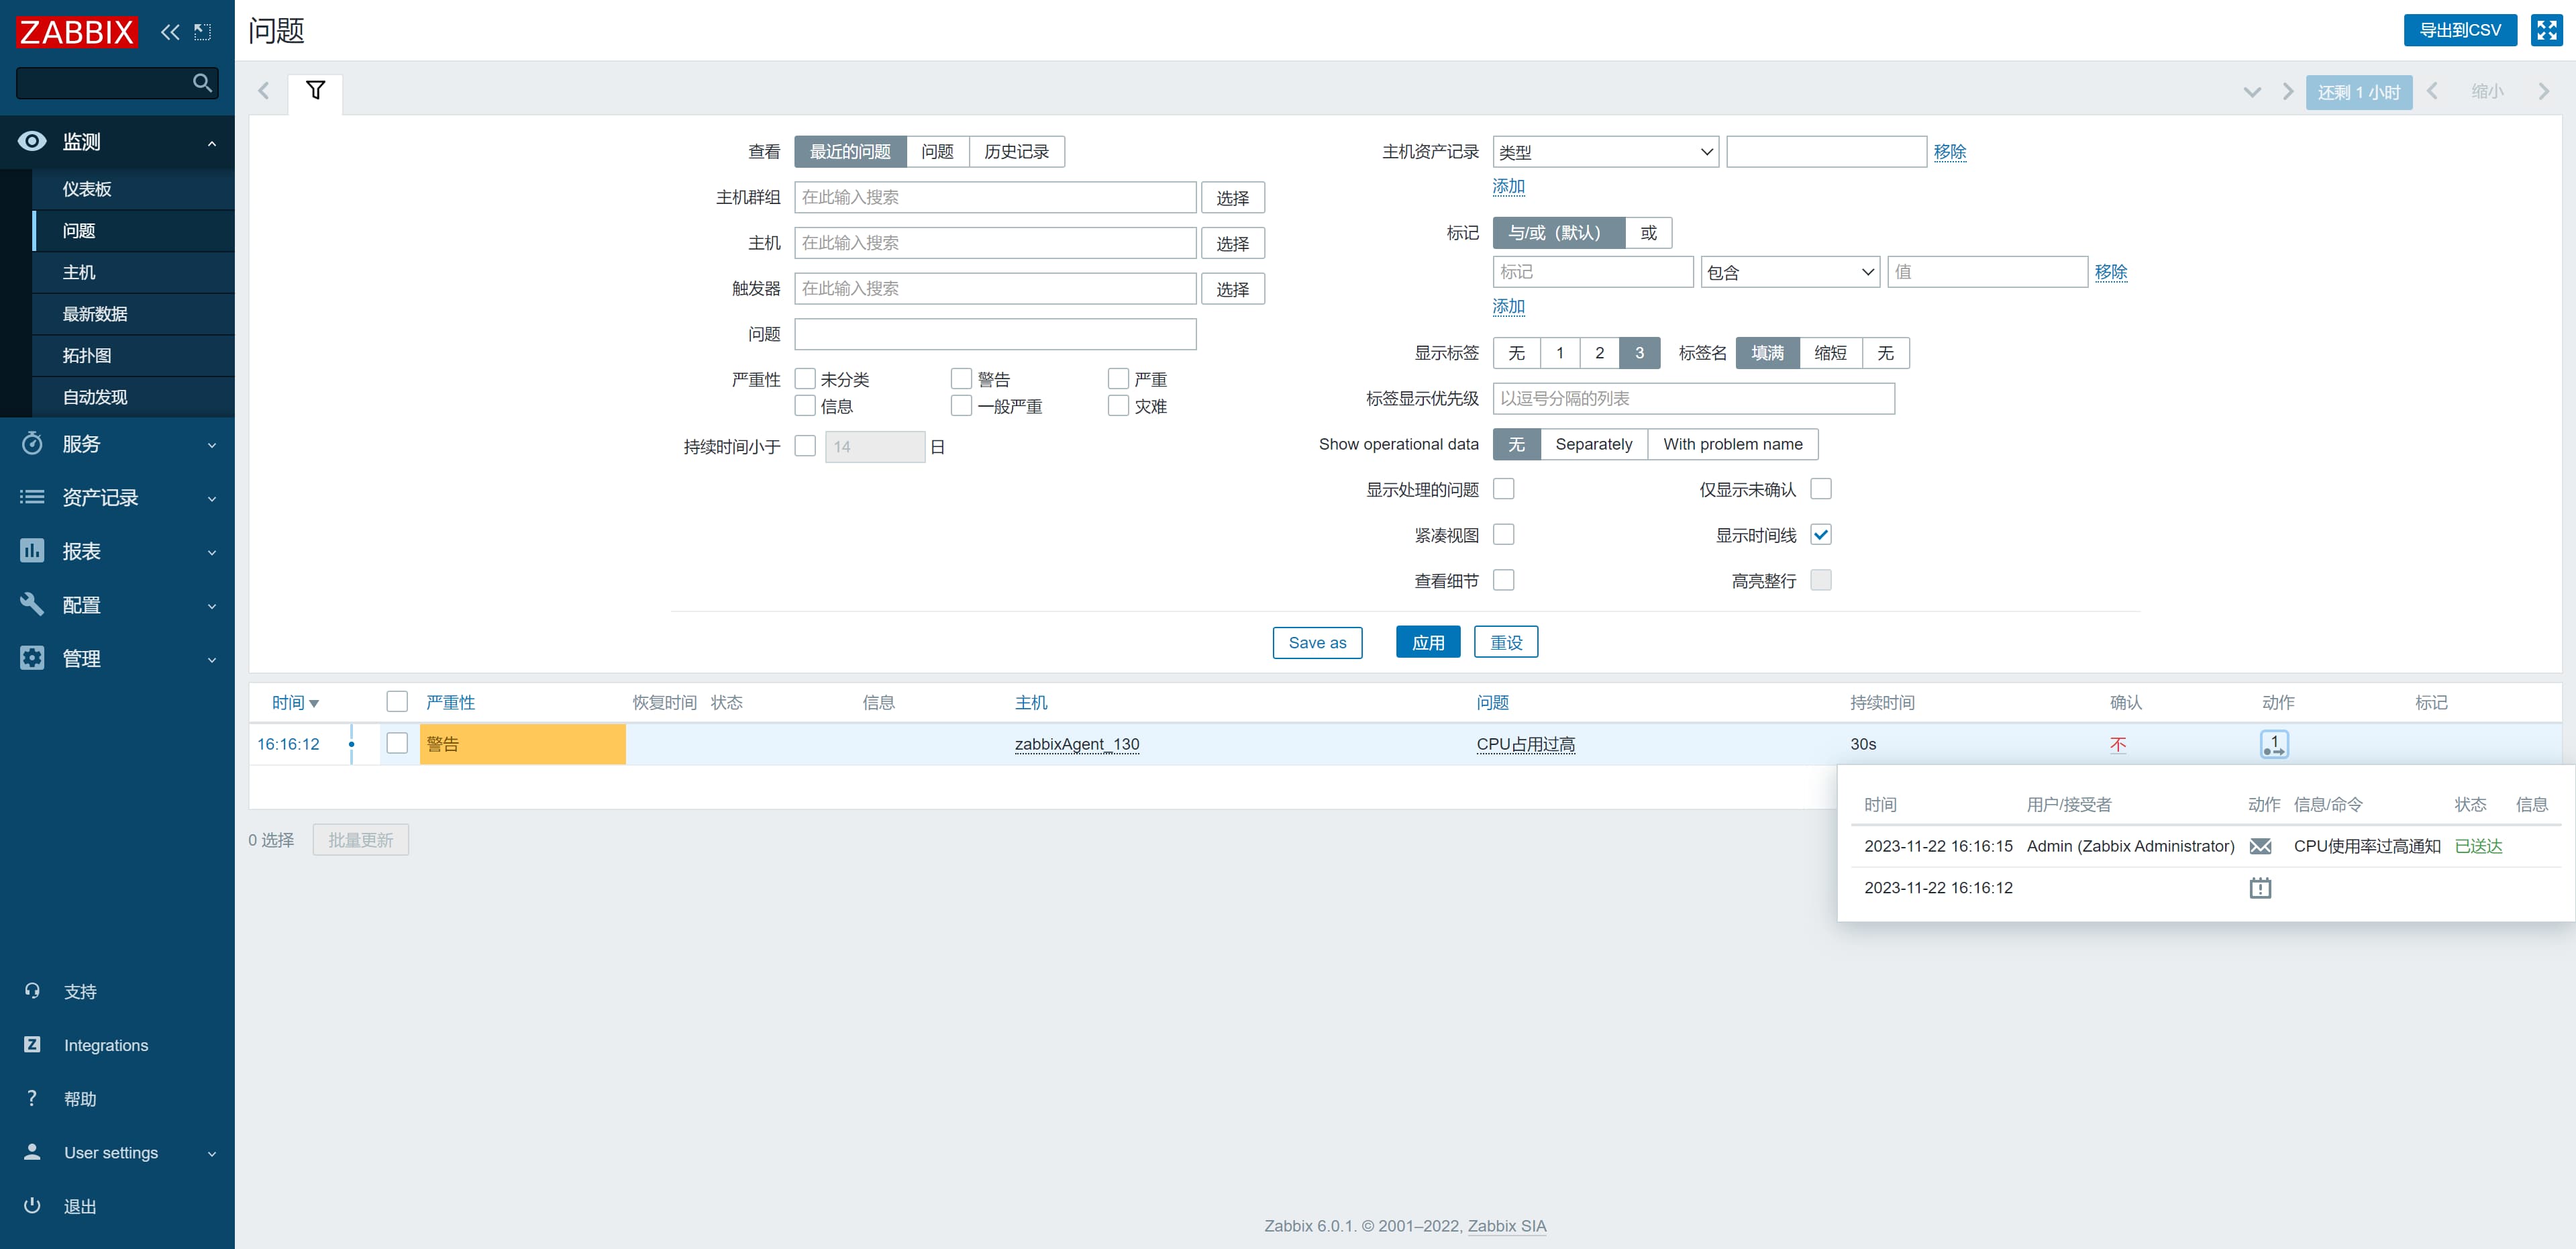 ZABBIX
监测
仪表板
问题
主机
最新数据
拓扑图
自动发现
服务
资产记录
报表
配置
管理
支持
Integrations
帮助
User settings
退出
问题
导出到CSV
还剩 1 小时
缩小
查看 最近的问题 问题 历史记录
主机群组 在此输入搜索 选择
主机 在此输入搜索 选择
触发器 在此输入搜索 选择
问题
严重性 未分类 警告 严重
信息 一般严重 灾难
持续时间小于 14 日
主机资产记录 类型 移除
添加
标记 与/或（默认） 或
标记 包含 值 移除
添加
显示标签 无 1 2 3 标签名 填满 缩短 无
标签显示优先级 以逗号分隔的列表
Show operational data 无 Separately With problem name
显示处理的问题 仅显示未确认
紧凑视图 显示时间线
查看细节 高亮整行
Save as 应用 重设
时间 严重性 恢复时间 状态 信息 主机 问题 持续时间 确认 动作 标记
16:16:12 警告 zabbixAgent_130 CPU占用过高 30s 不 1
时间 用户/接受者 动作 信息/命令 状态 信息
2023-11-22 16:16:15 Admin (Zabbix Administrator) CPU使用率过高通知 已送达
2023-11-22 16:16:12
0 选择 批量更新
Zabbix 6.0.1. © 2001–2022, Zabbix SIA